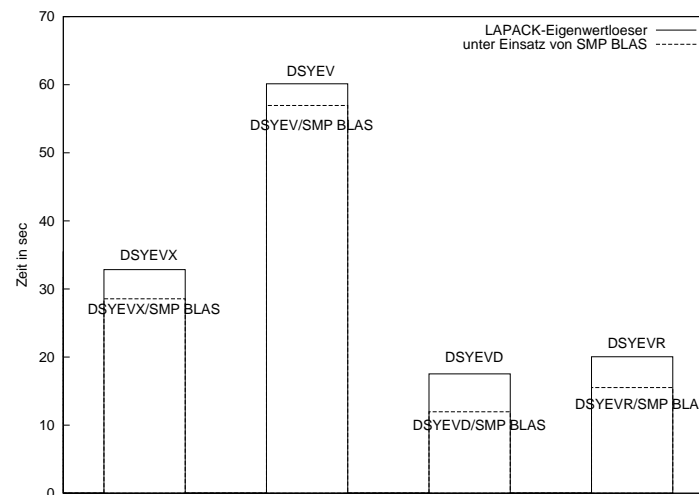 70
60
50
40
30
20
10
0
Zeit in sec
LAPACK-Eigenwertloeser
unter Einsatz von SMP BLAS
DSYEV
DSYEV/SMP BLAS
DSYEVX
DSYEVX/SMP BLAS
DSYEVD
DSYEVD/SMP BLAS
DSYEVR
DSYEVR/SMP BLA